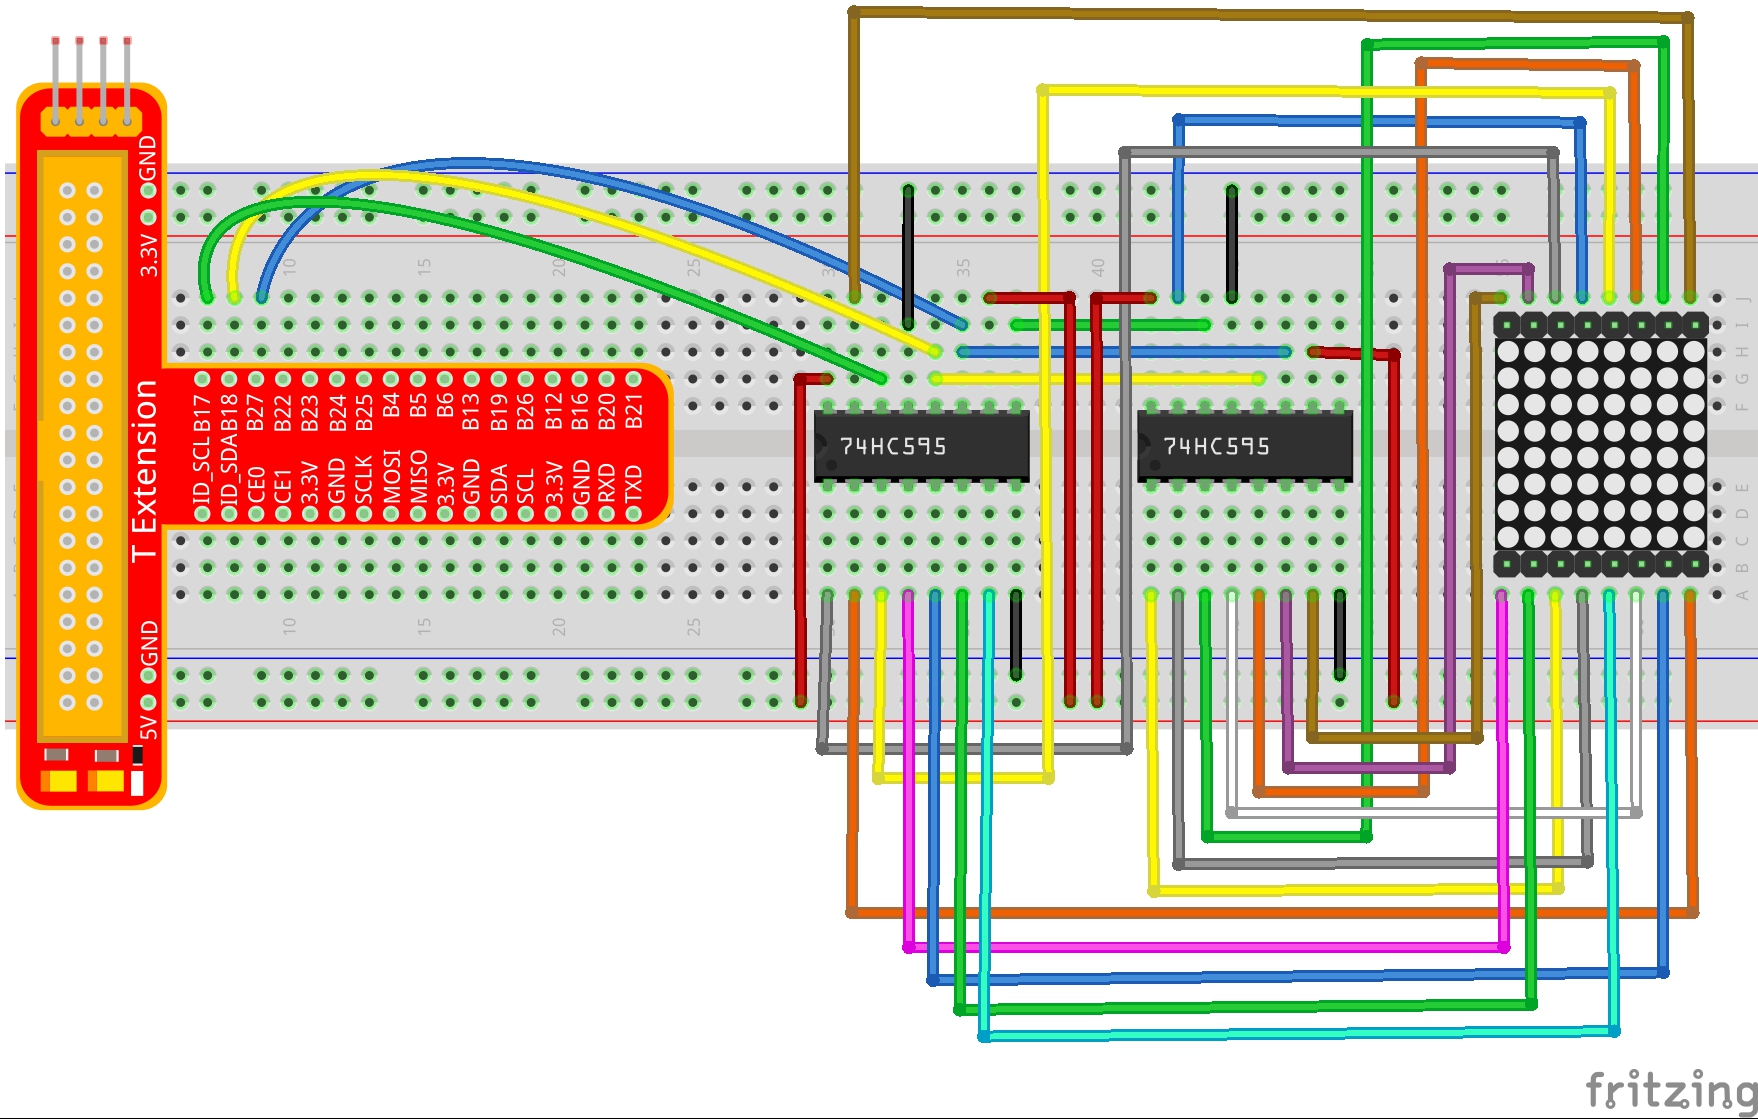 GND
3.3V
10
15
20
25
35
40
J
I
H
G
F
B17
B18
B27
B22
B23
B24
B25
B4
B5
B6
B13
B19
B26
B12
B16
B20
B21
74HC595
74HC595
T Extension
ID_SCL
ID_SDA
CE0
CE1
3.3V
GND
SCLK
MOSI
MISO
3.3V
GND
SDA
SCL
3.3V
GND
RXD
TXD
E
D
C
B
A
GND
5V
10
15
20
25
fritzing